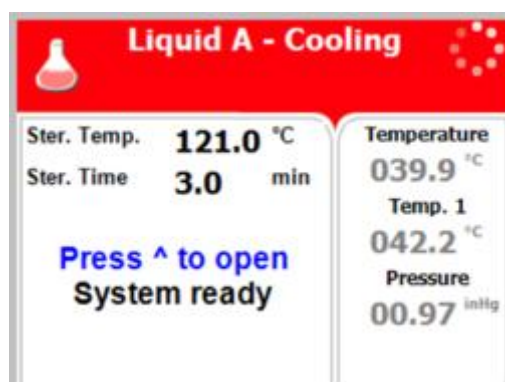 Liquid A - Cooling
Ster. Temp. 121.0 °C
Ster. Time 3.0 min
Press ^ to open
System ready
Temperature
039.9 °C
Temp. 1
042.2 °C
Pressure
00.97 inHg